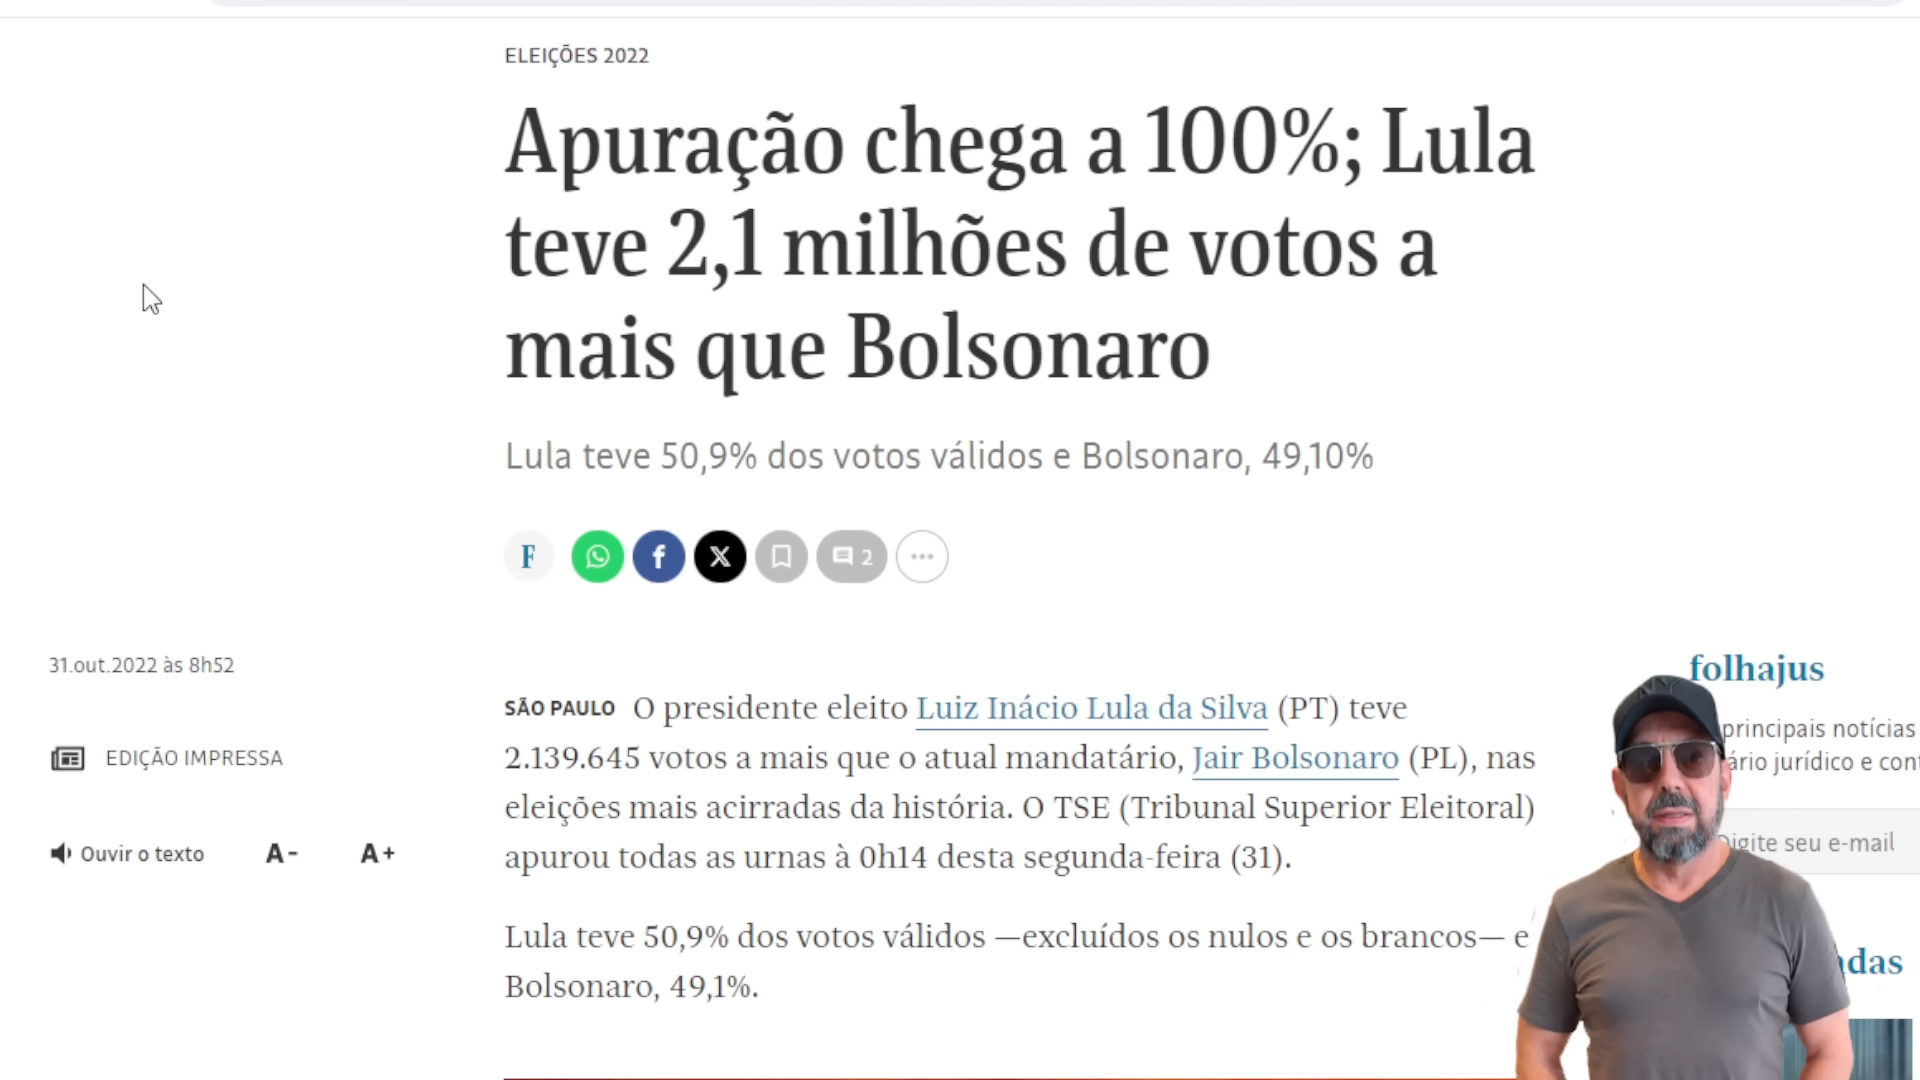 ELEIÇÕES 2022
Apuração chega a 100%; Lula
teve 2,1 milhões de votos a
mais que Bolsonaro
Lula teve 50,9% dos votos válidos e Bolsonaro, 49,10%
F
f
X
2
31.out.2022 às 8h52
EDIÇÃO IMPRESSA
Ouvir o texto A- A+
SÃO PAULO O presidente eleito Luiz Inácio Lula da Silva (PT) teve
2.139.645 votos a mais que o atual mandatário, Jair Bolsonaro (PL), nas
eleições mais acirradas da história. O TSE (Tribunal Superior Eleitoral)
apurou todas as urnas à 0h14 desta segunda-feira (31).
Lula teve 50,9% dos votos válidos —excluídos os nulos e os brancos— e
Bolsonaro, 49,1%.
folhajus
principais notícias
jurídico e
seu e-mail
NY